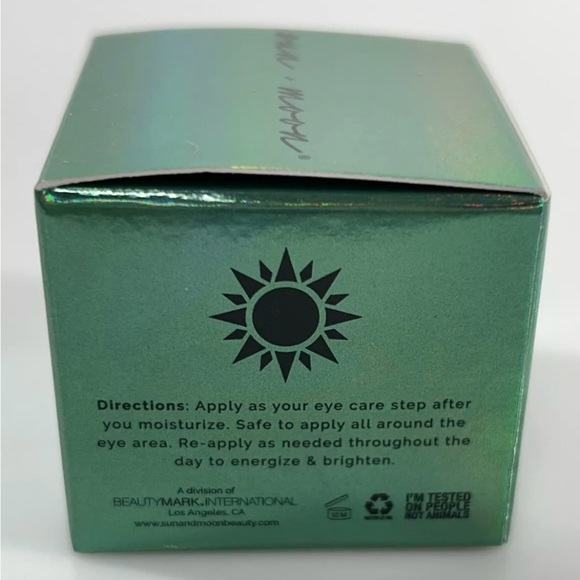 Directions: Apply as your eye care step after
you moisturize. Safe to apply all around the
eye area. Re-apply as needed throughout the
day to energize & brighten.
A division of
BEAUTYMARK.INTERNATIONAL
Los Angeles, CA
www.sunandmoonbeauty.com
12 M
I'M TESTED
ON PEOPLE
NOT ANIMALS